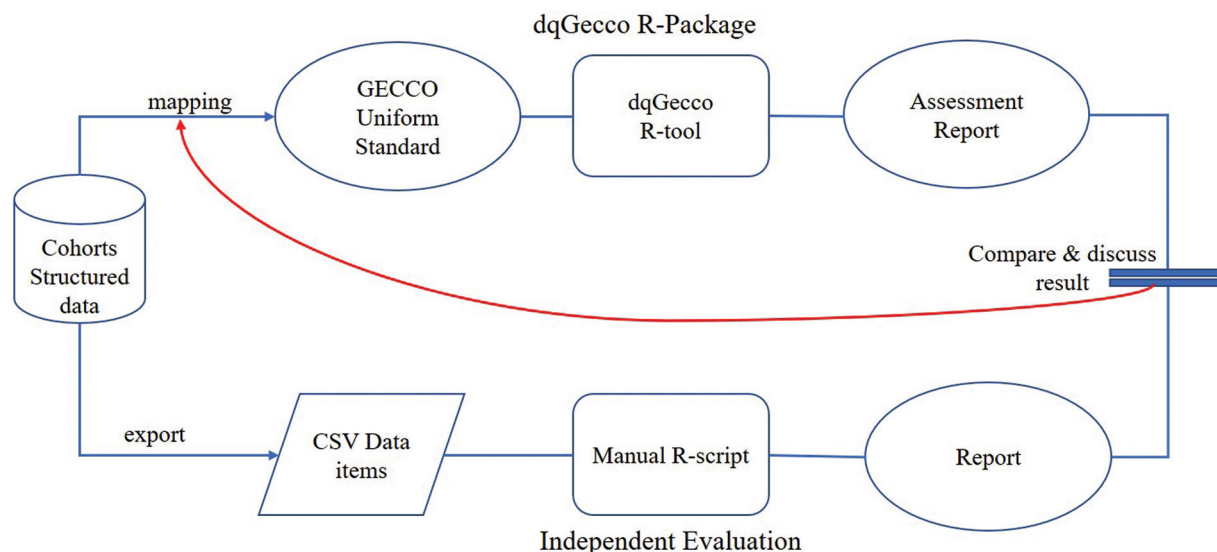 dqGecco R-Package
mapping
GECCO
Uniform
Standard
dqGecco
R-tool
Assessment
Report
Cohorts
Structured
data
Compare & discuss
result
export
CSV Data
items
Manual R-script
Report
Independent Evaluation